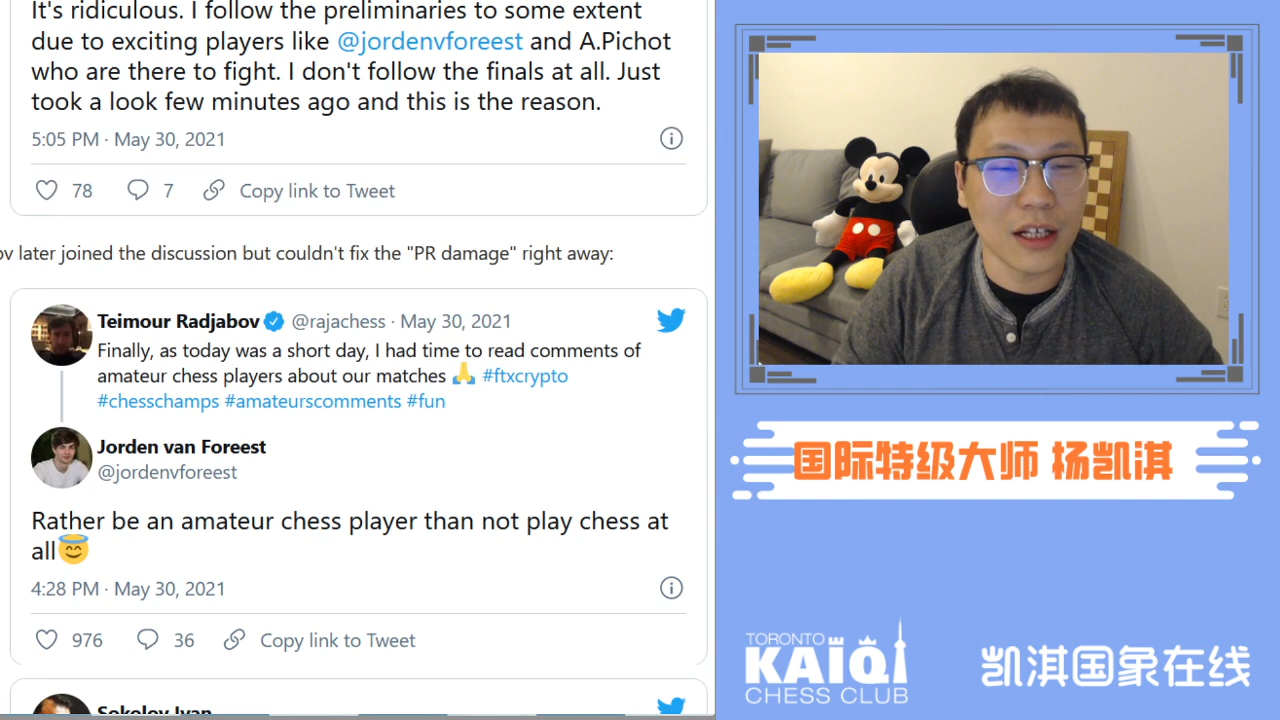 It's ridiculous. I follow the preliminaries to some extent
due to exciting players like @jordenvforeest and A.Pichot
who are there to fight. I don't follow the finals at all. Just
took a look few minutes ago and this is the reason.
5:05 PM · May 30, 2021
78 7 Copy link to Tweet
ov later joined the discussion but couldn't fix the "PR damage" right away:
Teimour Radjabov @rajachess · May 30, 2021
Finally, as today was a short day, I had time to read comments of
amateur chess players about our matches 🙏 #ftxcrypto
#chesschamps #amateurscomments #fun
Jorden van Foreest
@jordenvforeest
Rather be an amateur chess player than not play chess at
all😇
4:28 PM · May 30, 2021
976 36 Copy link to Tweet
Sokolov Ivan
国际特级大师 杨凯淇
TORONTO
KAIQI
CHESS CLUB
凯淇国象在线